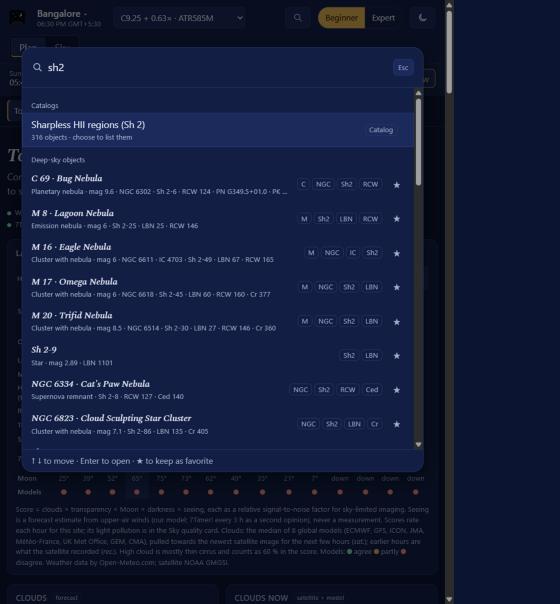 Bangalore -
06:30 PM GMT+5:30
C9.25 + 0.63× · ATR585M
Beginner
Expert
Plan
Sky
sh2
Esc
Catalogs
Sharpless HII regions (Sh 2)
316 objects · choose to list them
Catalog
Deep-sky objects
C 69 · Bug Nebula
Planetary nebula · mag 9.6 · NGC 6302 · Sh 2-6 · RCW 124 · PN G349.5+01.0 · PK ...
C NGC Sh2 RCW ★
M 8 · Lagoon Nebula
Emission nebula · mag 6 · Sh 2-25 · LBN 25 · RCW 146
M Sh2 LBN RCW ★
M 16 · Eagle Nebula
Cluster with nebula · mag 6 · NGC 6611 · IC 4703 · Sh 2-49 · LBN 67 · RCW 165
M NGC IC Sh2 ★
M 17 · Omega Nebula
Cluster with nebula · mag 6 · NGC 6618 · Sh 2-45 · LBN 60 · RCW 160 · Cr 377
M NGC Sh2 LBN ★
M 20 · Trifid Nebula
Cluster with nebula · mag 8.5 · NGC 6514 · Sh 2-30 · LBN 27 · RCW 146 · Cr 360
M NGC Sh2 LBN ★
Sh 2-9
Star · mag 2.89 · LBN 1101
Sh2 LBN ★
NGC 6334 · Cat's Paw Nebula
Supernova remnant · Sh 2-8 · RCW 127 · Ced 140
NGC Sh2 RCW Ced ★
NGC 6823 · Cloud Sculpting Star Cluster
Cluster with nebula · mag 7.1 · Sh 2-86 · LBN 135 · Cr 405
NGC Sh2 LBN Cr ★
↑ ↓ to move · Enter to open · ★ to keep as favorite
Moon 25° 39° 52° 65° 75° 73° 62° 49° 35° 21° 7° down down down
Models
Score = clouds × transparency × Moon × darkness × seeing, each as a relative signal-to-noise factor for sky-limited imaging. Seeing
is a forecast estimate from upper-air winds (our model; 7Timer! every 3 h as a second opinion), never a measurement. Scores rate
each hour for this site; its light pollution is in the Sky quality card. Clouds: the median of 8 global models (ECMWF, GFS, ICON, JMA,
Météo-France, UK Met Office, GEM, CMA), pulled towards the newest satellite image for the next few hours (sat.); earlier hours are
what the satellite recorded (rec.). High cloud is mostly thin cirrus and counts as 60 % in the score. Models: agree partly
disagree. Weather data by Open-Meteo.com; satellite NOAA GMGSI.
CLOUDS forecast
CLOUDS NOW satellite + model